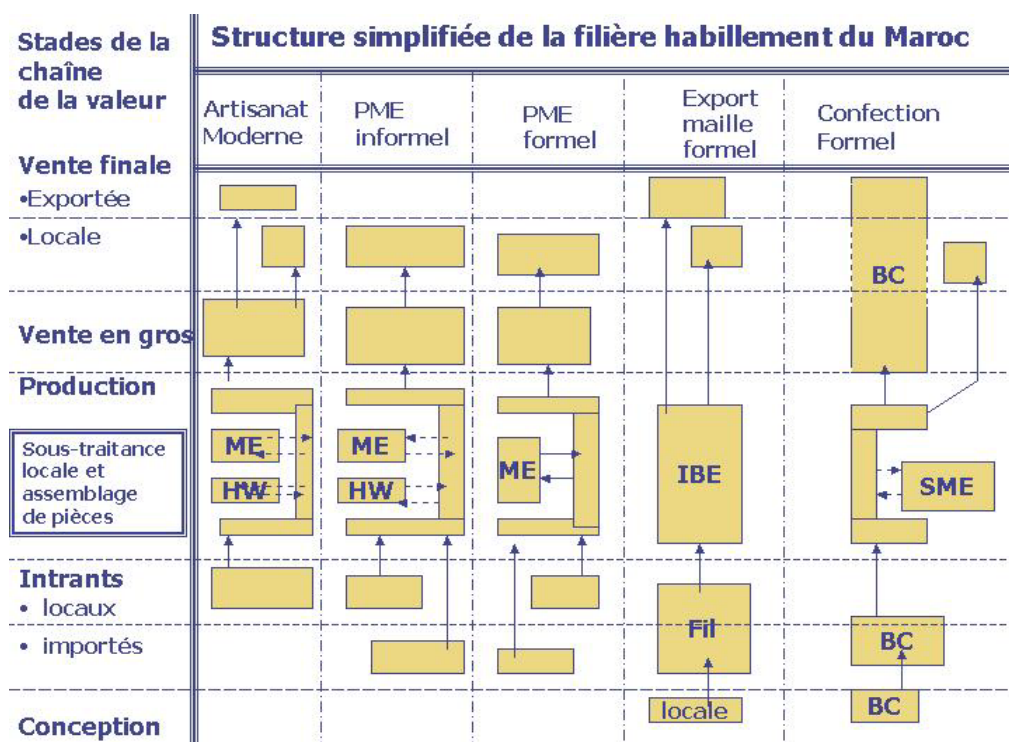 Stades de la
chaîne
de la valeur
Structure simplifiée de la filière habillement du Maroc
Artisanat
Moderne
PME
informel
PME
formel
Export
maille
formel
Confection
Formel
Vente finale
•Exportée
•Locale
BC
Vente en gros
Production
Sous-traitance
locale et
assemblage
de pièces
ME
HW
ME
HW
ME
IBE
SME
Intrants
• locaux
• importés
Fil
BC
Conception
locale
BC